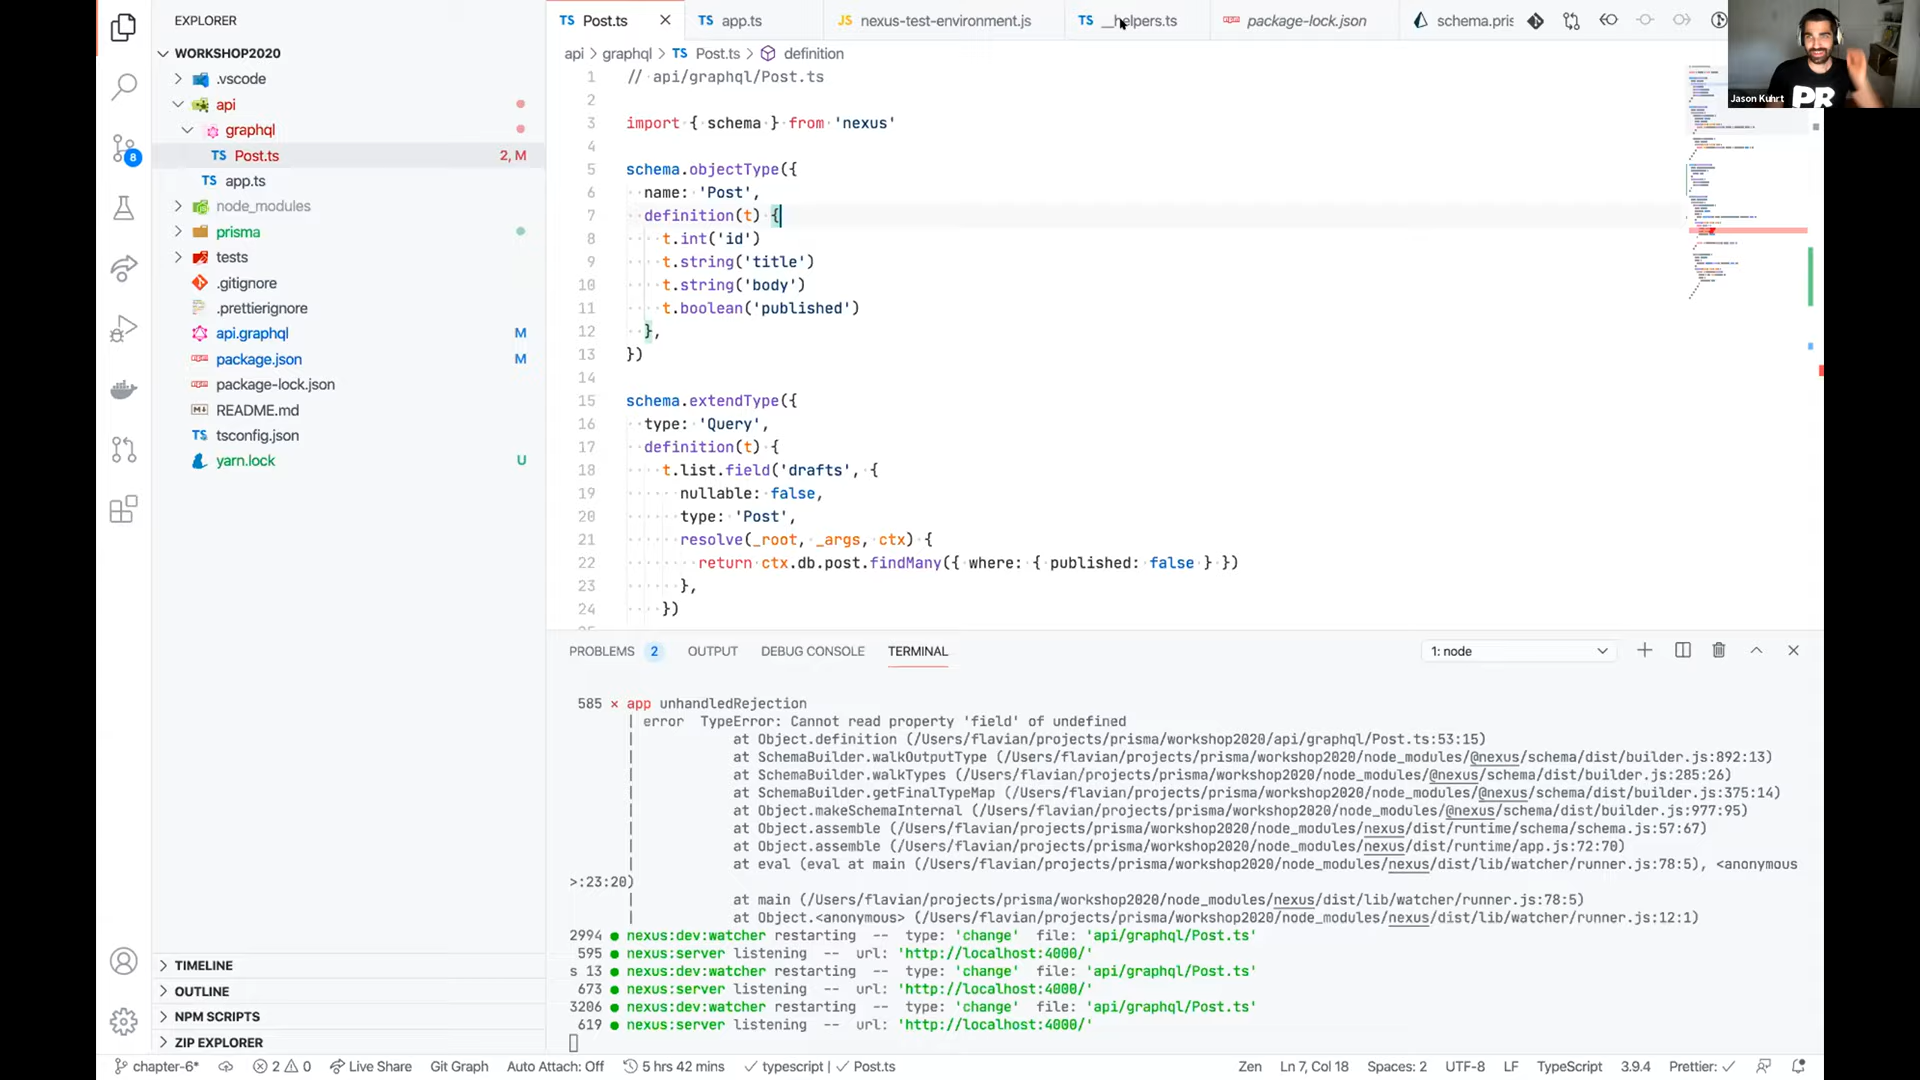 EXPLORER
WORKSHOP2020
.vscode
api
graphql
TS Post.ts 2, M
TS app.ts
node_modules
prisma
tests
.gitignore
.prettierignore
api.graphql M
package.json M
package-lock.json
README.md
TS tsconfig.json
yarn.lock U
TIMELINE
OUTLINE
NPM SCRIPTS
ZIP EXPLORER
8
TS Post.ts
TS app.ts
JS nexus-test-environment.js
TS __helpers.ts
package-lock.json
schema.pris
api > graphql > TS Post.ts > definition
1 // api/graphql/Post.ts
2
3 import { schema } from 'nexus'
4
5 schema.objectType({
6 name: 'Post',
7 definition(t) {
8 t.int('id')
9 t.string('title')
10 t.string('body')
11 t.boolean('published')
12 },
13 })
14
15 schema.extendType({
16 type: 'Query',
17 definition(t) {
18 t.list.field('drafts', {
19 nullable: false,
20 type: 'Post',
21 resolve(_root, _args, ctx) {
22 return ctx.db.post.findMany({ where: { published: false } })
23 },
24 })
Jason Kuhrt
PR
PROBLEMS 2 OUTPUT DEBUG CONSOLE TERMINAL 1: node
585 × app unhandledRejection
| error TypeError: Cannot read property 'field' of undefined
| at Object.definition (/Users/flavian/projects/prisma/workshop2020/api/graphql/Post.ts:53:15)
| at SchemaBuilder.walkOutputType (/Users/flavian/projects/prisma/workshop2020/node_modules/@nexus/schema/dist/builder.js:892:13)
| at SchemaBuilder.walkTypes (/Users/flavian/projects/prisma/workshop2020/node_modules/@nexus/schema/dist/builder.js:285:26)
| at SchemaBuilder.getFinalTypeMap (/Users/flavian/projects/prisma/workshop2020/node_modules/@nexus/schema/dist/builder.js:375:14)
| at Object.makeSchemaInternal (/Users/flavian/projects/prisma/workshop2020/node_modules/@nexus/schema/dist/builder.js:977:95)
| at Object.assemble (/Users/flavian/projects/prisma/workshop2020/node_modules/nexus/dist/runtime/schema/schema.js:57:67)
| at Object.assemble (/Users/flavian/projects/prisma/workshop2020/node_modules/nexus/dist/runtime/app.js:72:70)
| at eval (eval at main (/Users/flavian/projects/prisma/workshop2020/node_modules/nexus/dist/lib/watcher/runner.js:78:5), <anonymous
>:23:20)
| at main (/Users/flavian/projects/prisma/workshop2020/node_modules/nexus/dist/lib/watcher/runner.js:78:5)
| at Object.<anonymous> (/Users/flavian/projects/prisma/workshop2020/node_modules/nexus/dist/lib/watcher/runner.js:12:1)
2994 ● nexus:dev:watcher restarting -- type: 'change' file: 'api/graphql/Post.ts'
595 ● nexus:server listening -- url: 'http://localhost:4000/'
s 13 ● nexus:dev:watcher restarting -- type: 'change' file: 'api/graphql/Post.ts'
673 ● nexus:server listening -- url: 'http://localhost:4000/'
3206 ● nexus:dev:watcher restarting -- type: 'change' file: 'api/graphql/Post.ts'
619 ● nexus:server listening -- url: 'http://localhost:4000/'
chapter-6* 2 0 Live Share Git Graph Auto Attach: Off 5 hrs 42 mins typescript | Post.ts Zen Ln 7, Col 18 Spaces: 2 UTF-8 LF TypeScript 3.9.4 Prettier: